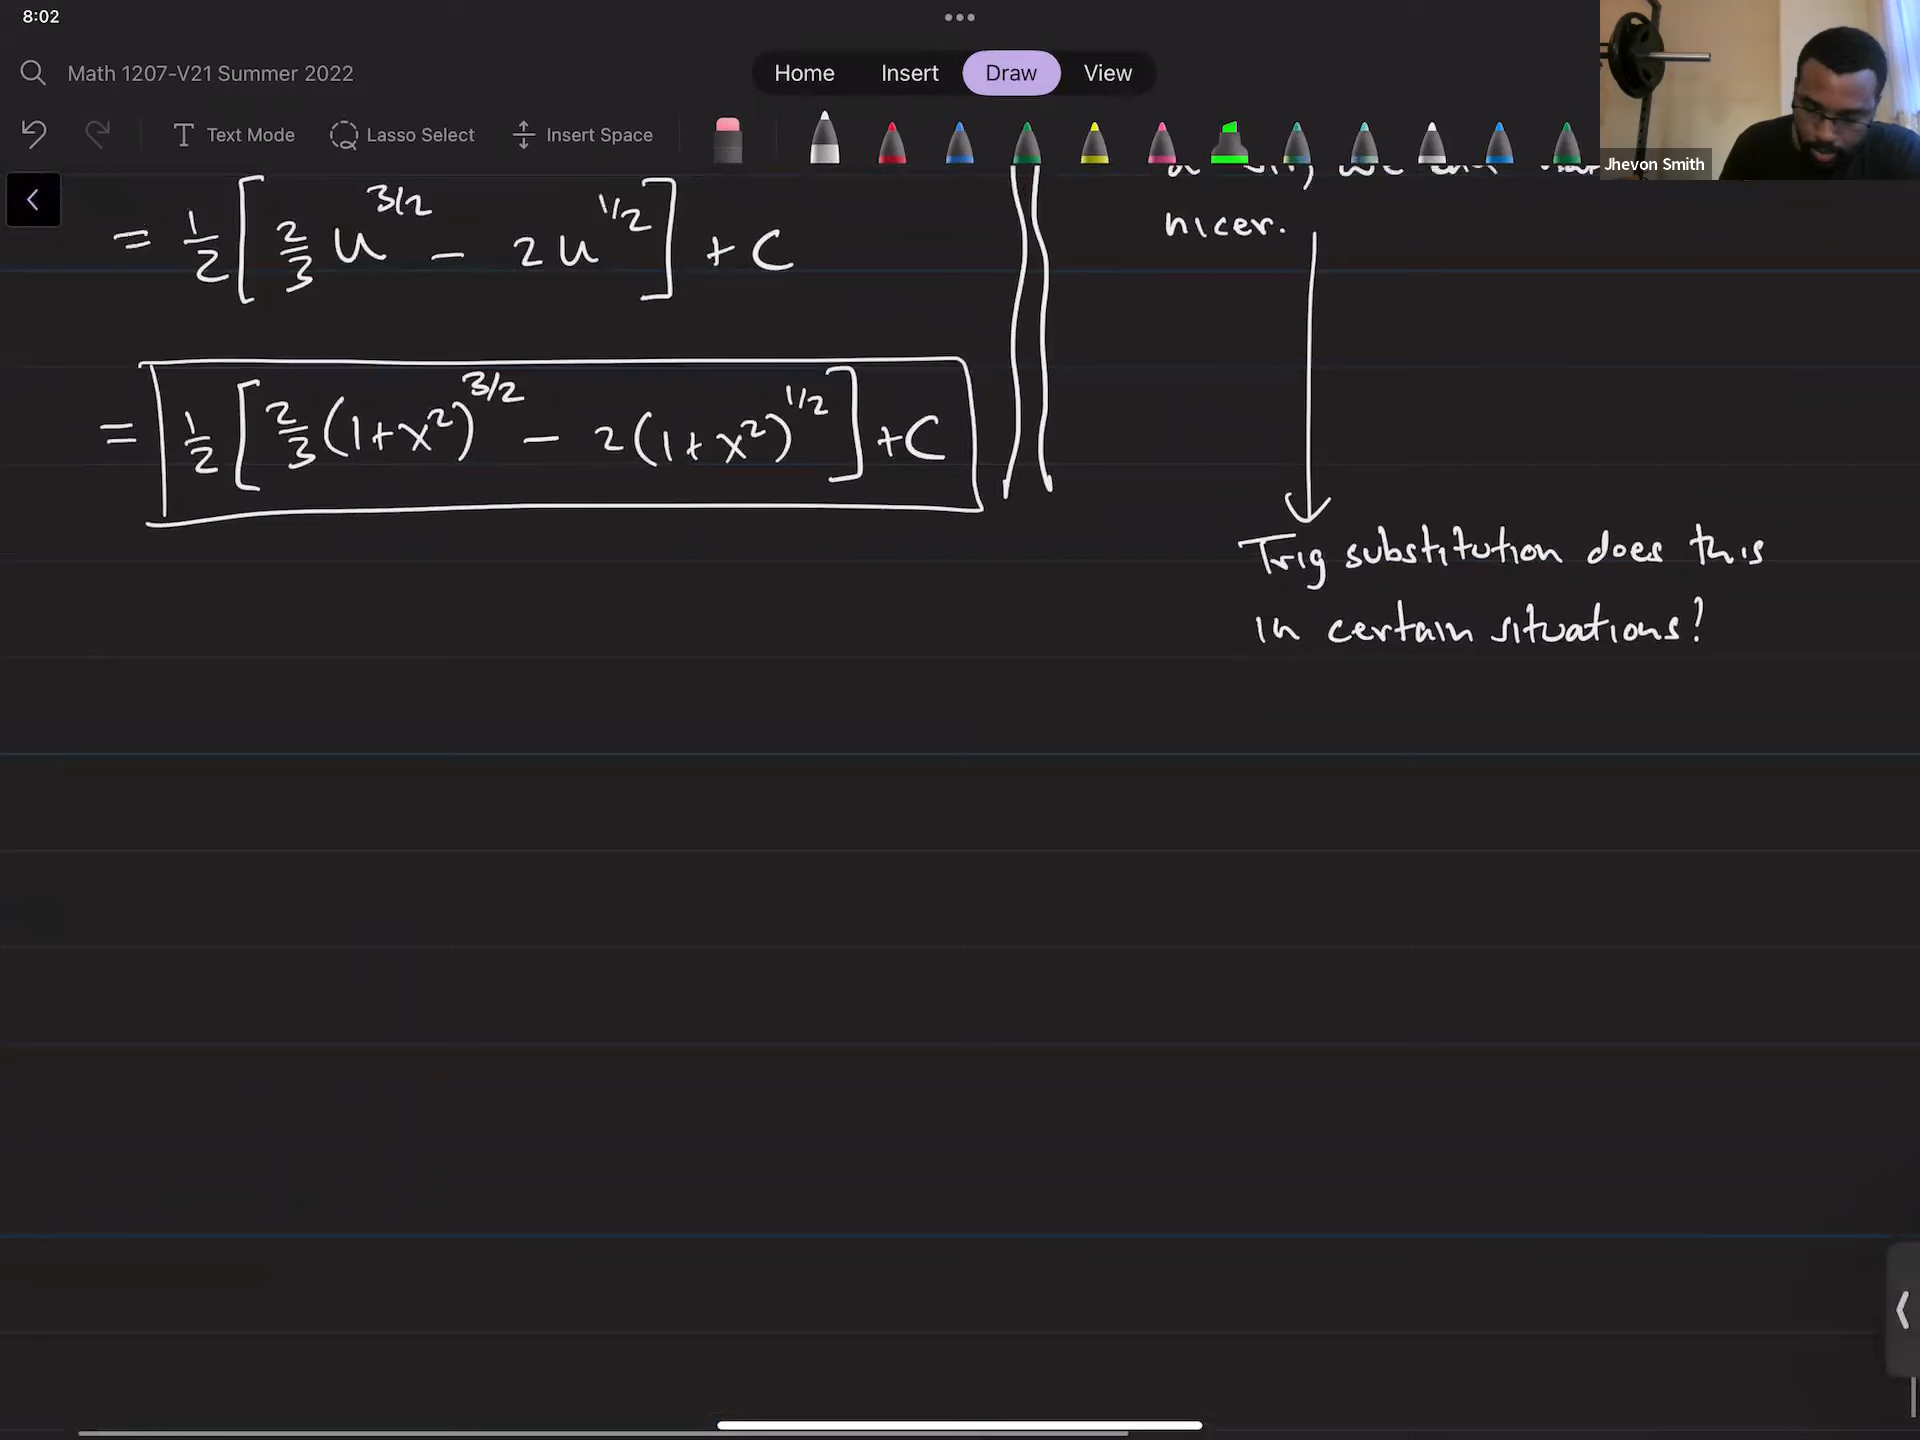 8:02
Math 1207-V21 Summer 2022
Home Insert Draw View
Text Mode Lasso Select Insert Space
Jhevon Smith
= 1/2 [ 2/3 u^3/2 - 2u^1/2 ] + C
= 1/2 [ 2/3 (1+x^2)^3/2 - 2(1+x^2)^1/2 ] + C
nicer.
Trig substitution does this
in certain situations!